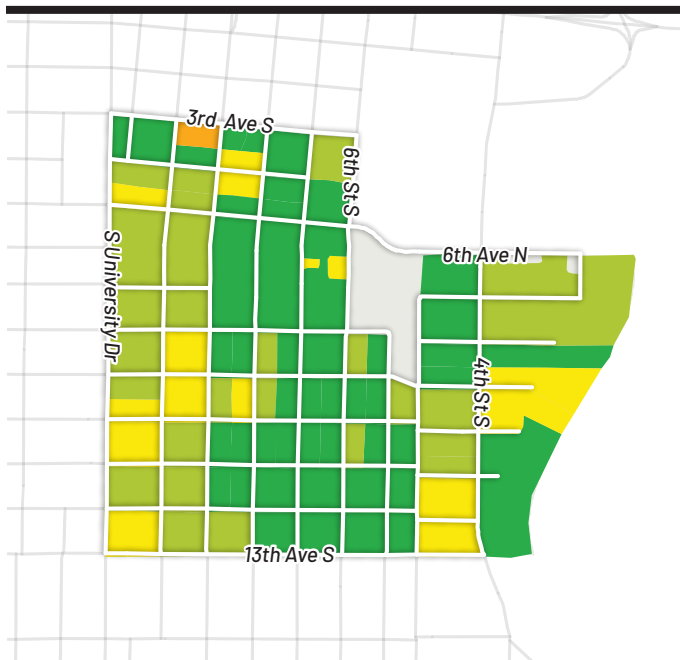 3rd Ave S
6th St S
S University Dr
6th Ave N
4th St S
13th Ave S